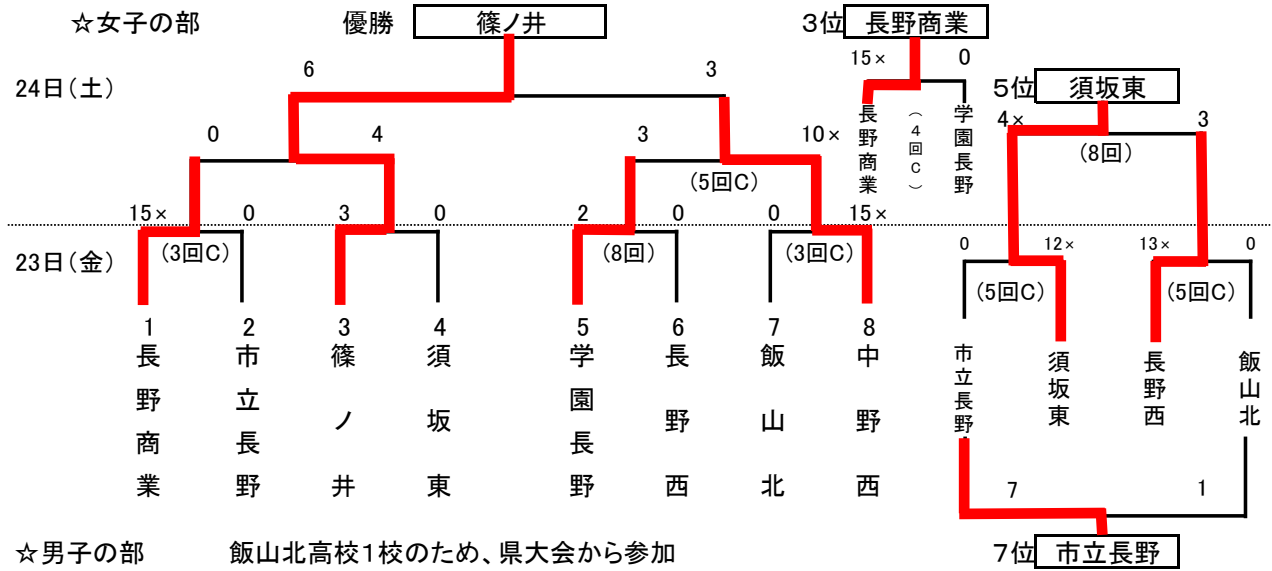 ☆女子の部 優勝 篠ノ井 3位 長野商業
15× 0
24日(土) 6 3 5位 須坂東
長野商業 (4回C) 学園長野
0 4 3 10× 4× 3
(5回C) (8回)
15× 0 3 0 2 0 0 15×
(3回C) (8回) (3回C)
0 12× 13× 0
23日(金)
(5回C) (5回C)
1 2 3 4 5 6 7 8
長野商業
市立長野
篠ノ井
須坂東
学園長野
長野西
飯山北
中野西
市立長野
須坂東
長野西
飯山北
7 1
☆男子の部 飯山北高校1校のため、県大会から参加 7位 市立長野